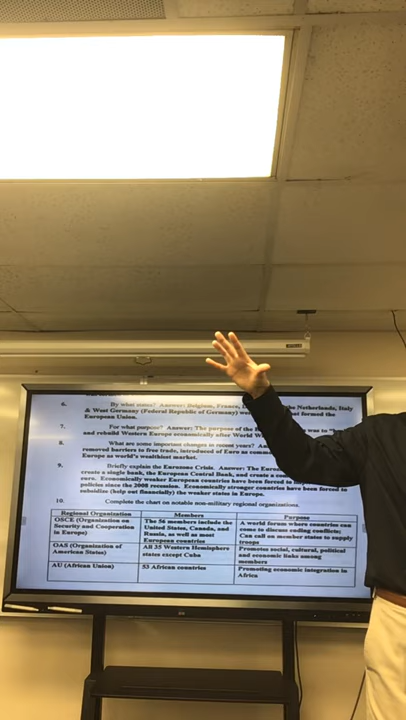 6. By what states? Answer: Belgium, France, the Netherlands, Italy
& West Germany (Federal Republic of Germany) formed the
European Union.
7. For what purpose? Answer: The purpose of the was to
and rebuild Western Europe economically after World
8. What are some important changes in recent years?
removed barriers to free trade, introduced of Euro as
Europe as world's wealthiest market.
9. Briefly explain the Eurozone Crisis. Answer: The
create a single bank, the European Central Bank, and create a
euro. Economically weaker European countries have been forced to
policies since the 2008 recession. Economically stronger countries have been forced to
subsidize (help out financially) the weaker states in Europe.
10. Complete the chart on notable non-military regional organizations.
Regional Organization Members Purpose
OSCE (Organization on Security and Cooperation in Europe) The 56 members include the United States, Canada, and Russia, as well as most European countries A world forum where countries can come to discuss ending conflicts; Can call on member states to supply troops
OAS (Organization of American States) All 35 Western Hemisphere states except Cuba Promotes social, cultural, political and economic links among members
AU (African Union) 53 African countries Promoting economic integration in Africa